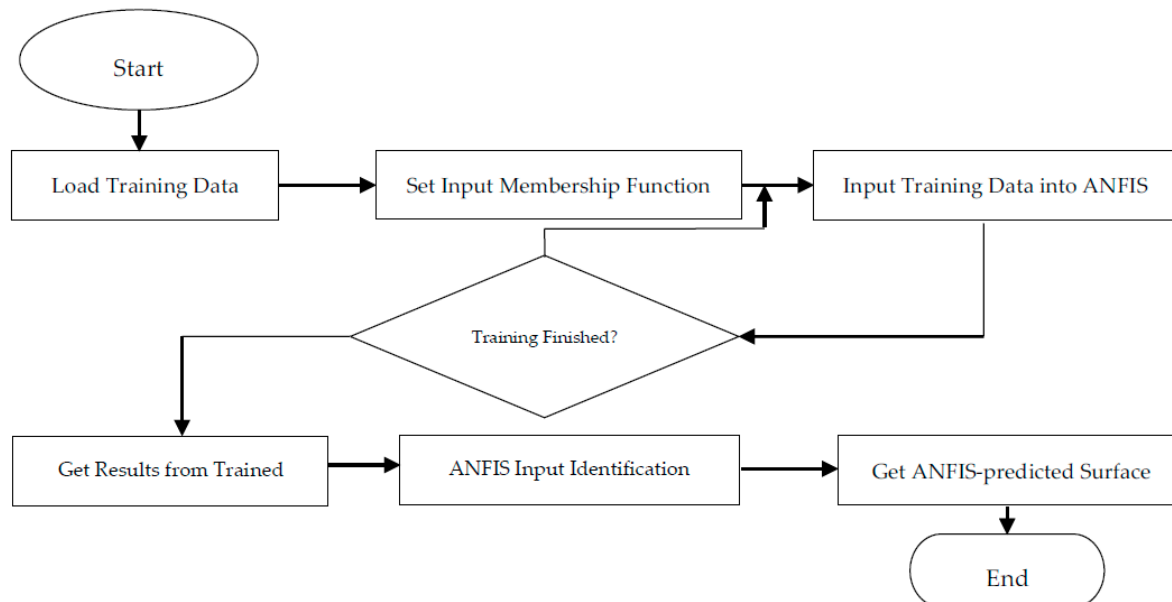 Start
Load Training Data
Set Input Membership Function
Input Training Data into ANFIS
Training Finished?
Get Results from Trained
ANFIS Input Identification
Get ANFIS-predicted Surface
End